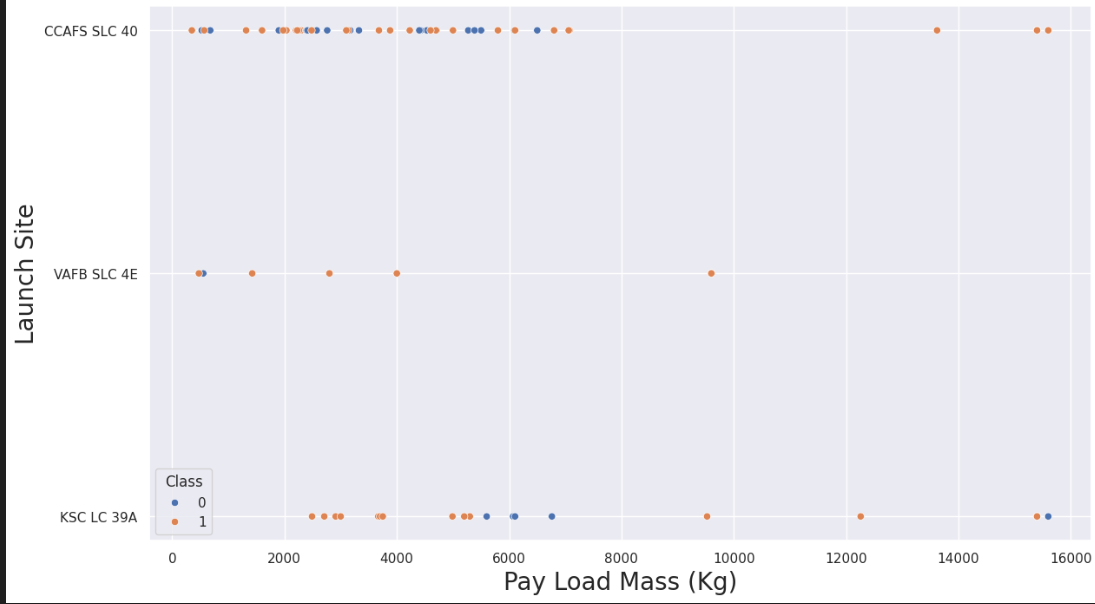 CCAFS SLC 40
VAFB SLC 4E
KSC LC 39A
Launch Site
Class
0
1
0
2000
4000
6000
8000
10000
12000
14000
16000
Pay Load Mass (Kg)